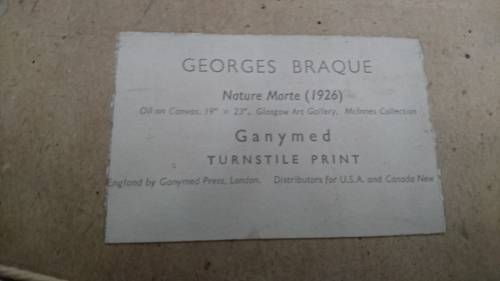 GEORGES BRAQUE
Nature Morte (1926)
Oil on Canvas, 19" × 23", Glasgow Art Gallery, McInnes Collection
Ganymed
TURNSTILE PRINT
England by Ganymed Press, London. Distributors for U.S.A. and Canada New